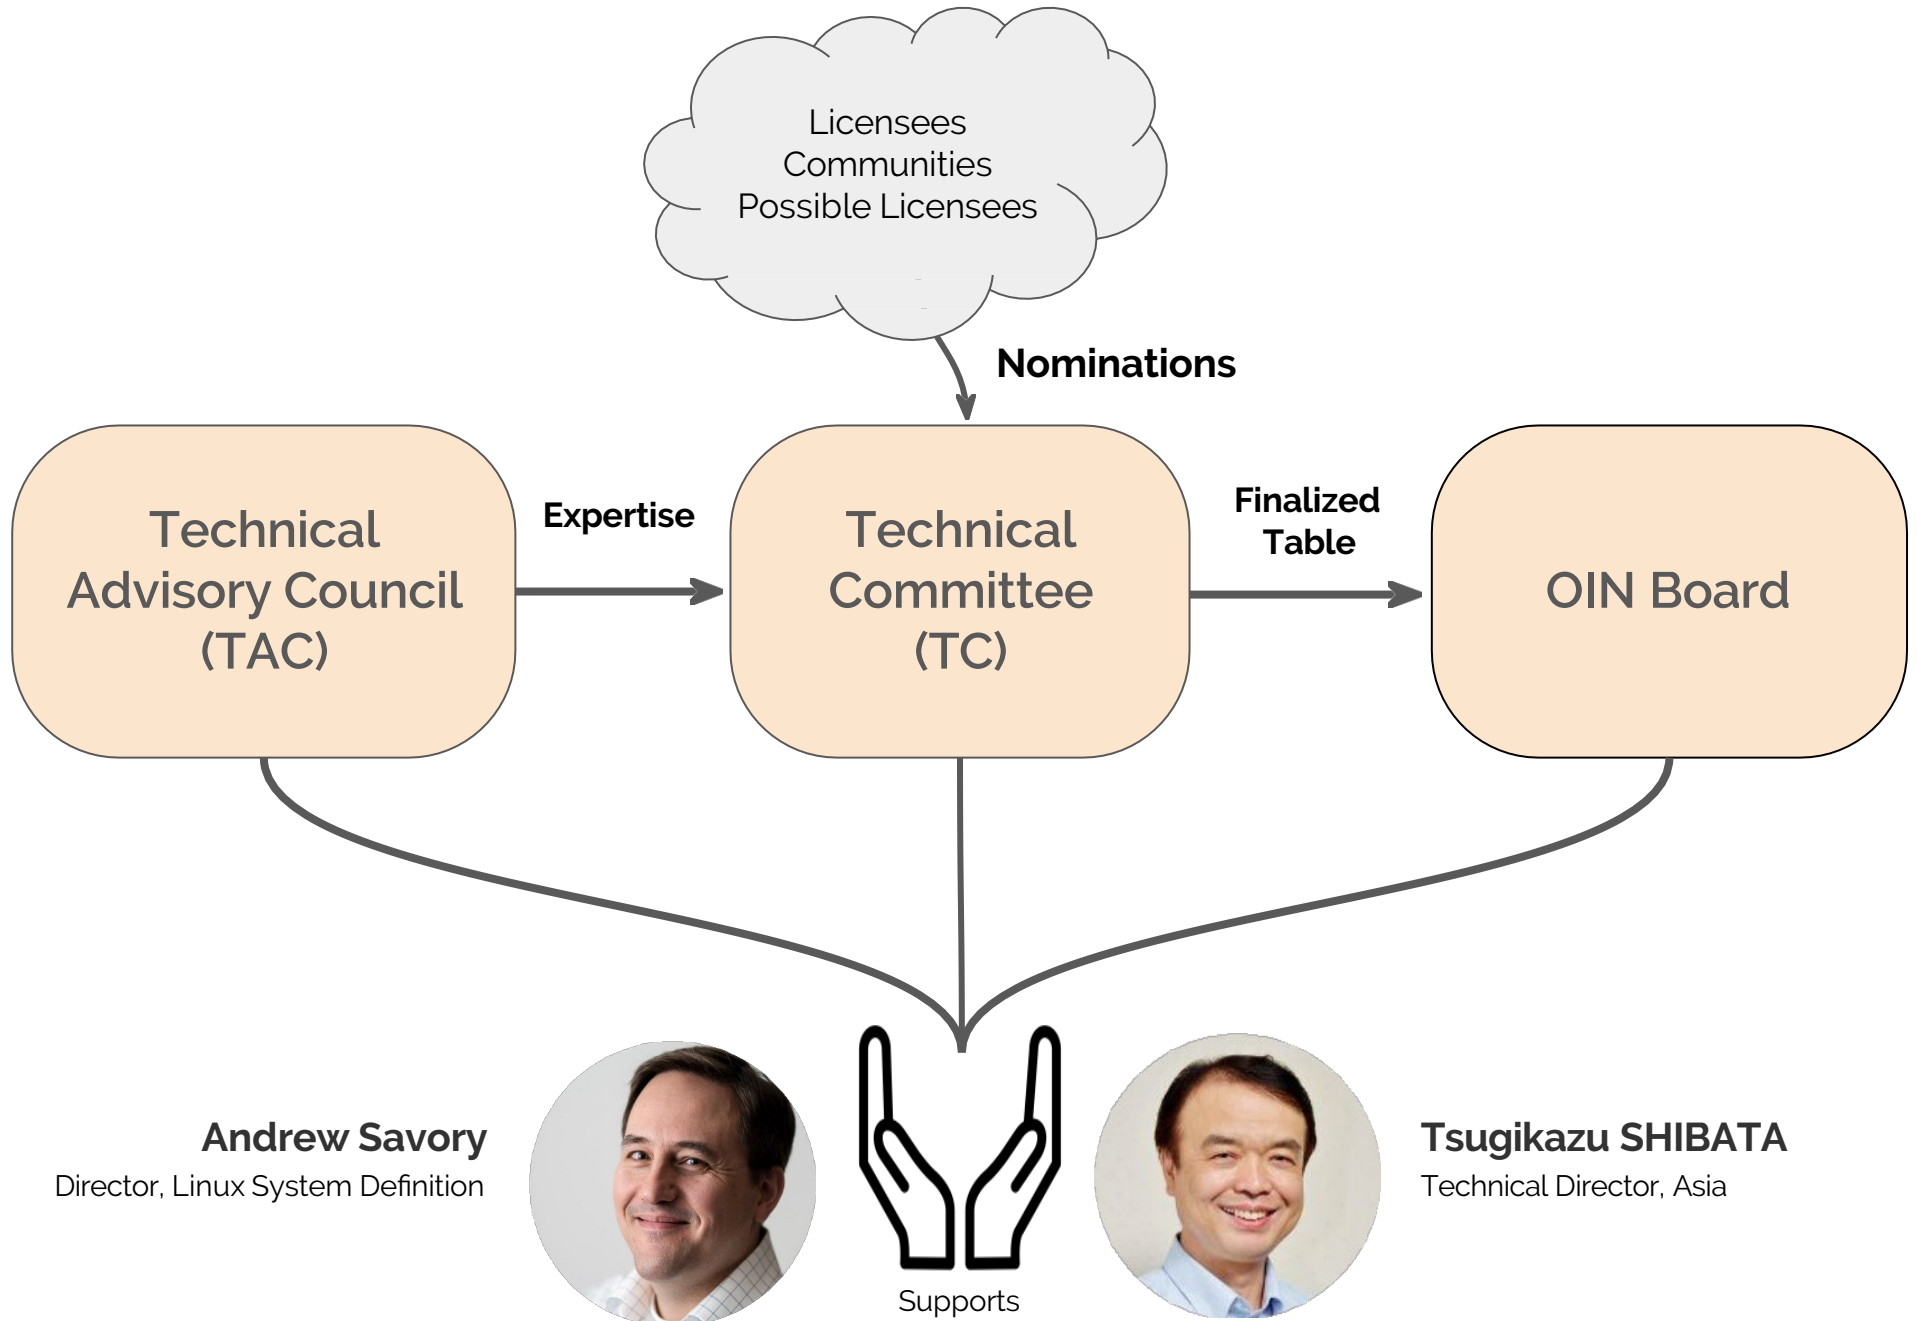 Licensees
Communities
Possible Licensees
Nominations
Technical
Advisory Council
(TAC)
Expertise
Technical
Committee
(TC)
Finalized
Table
OIN Board
Andrew Savory
Director, Linux System Definition
Supports
Tsugikazu SHIBATA
Technical Director, Asia